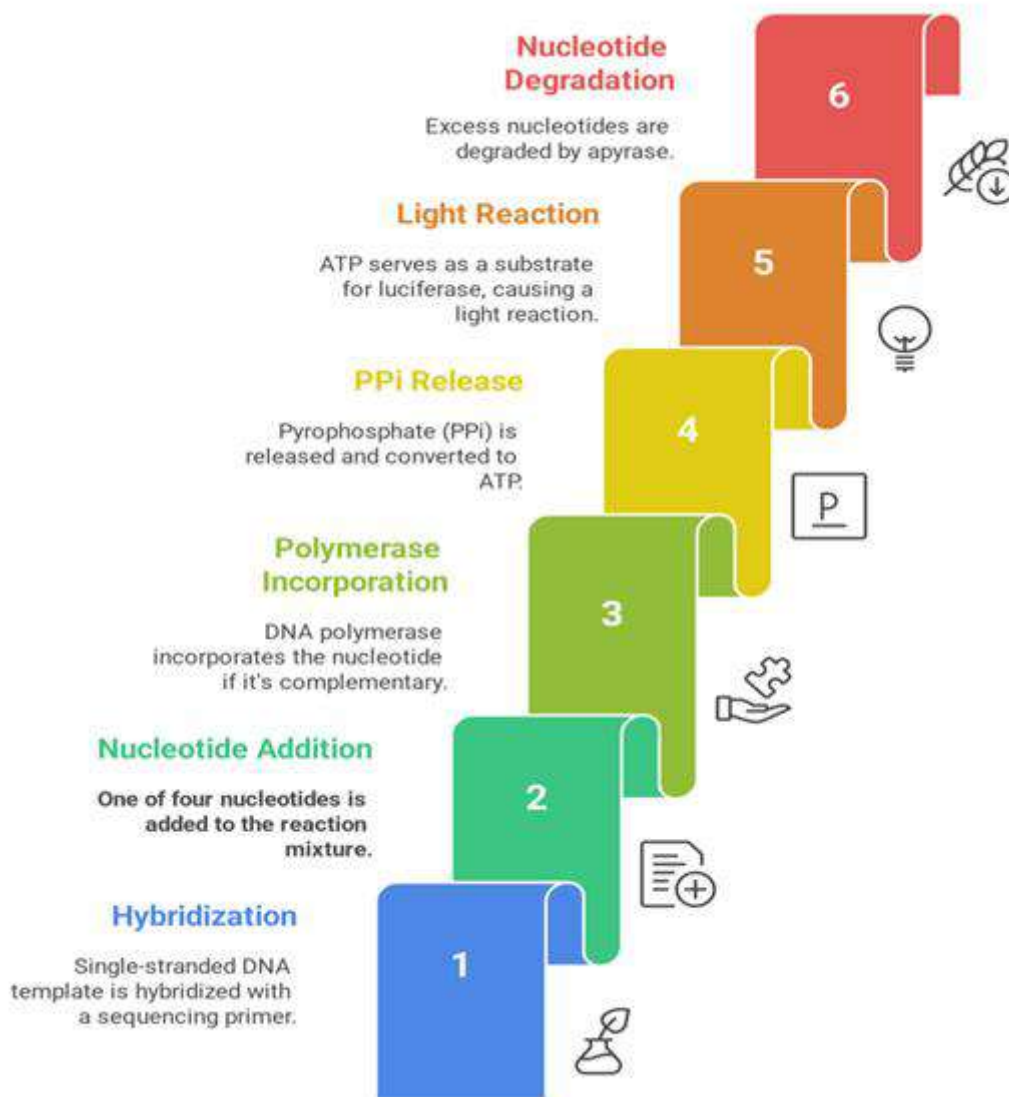 Nucleotide
Degradation
6
Excess nucleotides are
degraded by apyrase.
Light Reaction
5
ATP serves as a substrate
for luciferase, causing a
light reaction.
PPi Release
4
Pyrophosphate (PPi) is
released and converted to
ATP.
P
Polymerase
Incorporation
3
DNA polymerase
incorporates the nucleotide
if it's complementary.
Nucleotide Addition
2
One of four nucleotides is
added to the reaction
mixture.
Hybridization
1
Single-stranded DNA
template is hybridized with
a sequencing primer.